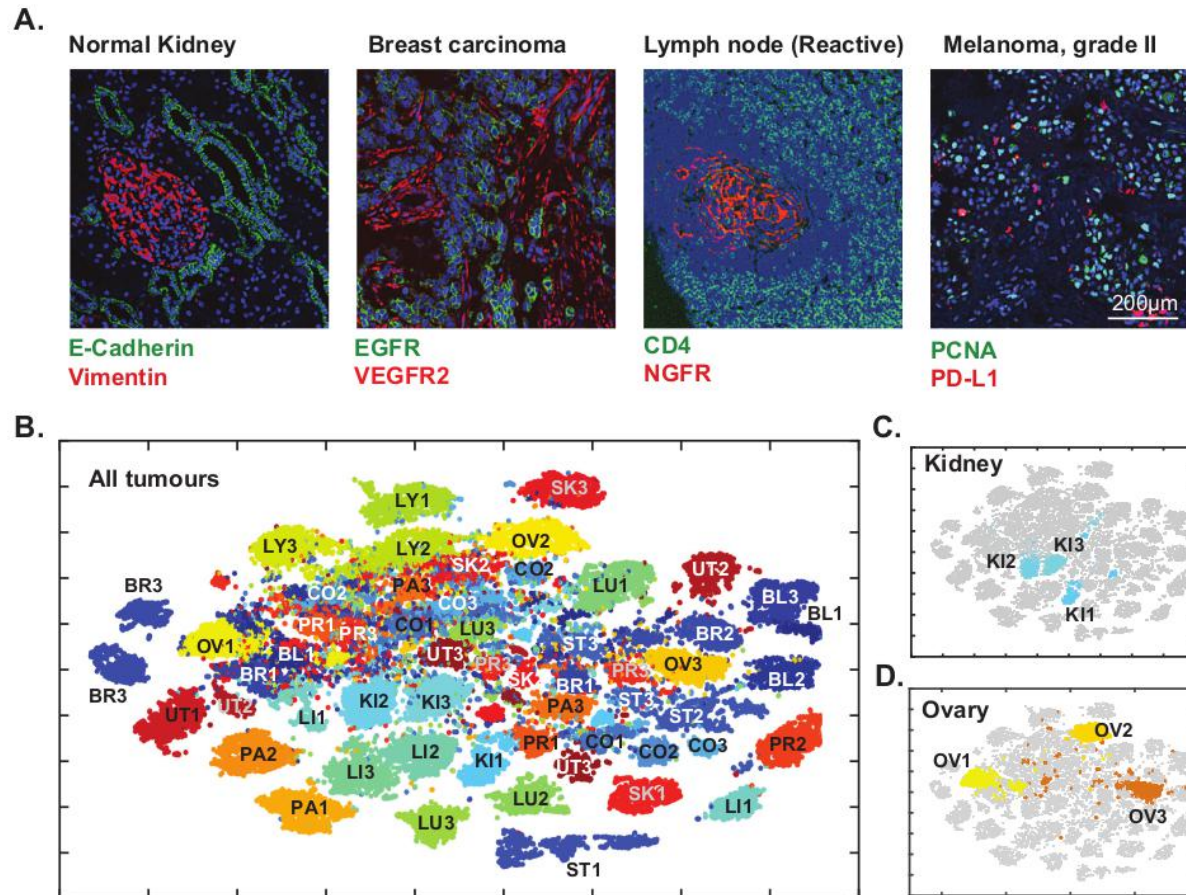 A.
Normal Kidney
Breast carcinoma
Lymph node (Reactive)
Melanoma, grade II
200µm
E-Cadherin
Vimentin
EGFR
VEGFR2
CD4
NGFR
PCNA
PD-L1
B.
All tumours
LY1
SK3
LY3
LY2
OV2
SK2
CO2
UT2
BR3
CO2
PA3
CO3
LU1
BL3
BL1
PR1
PR3
CO1
LU3
OV1
BL1
UT3
PR3
ST3
BR2
SK
PR3
OV3
BR3
BR1
BR1
BL2
UT1
UT2
LI1
KI2
KI3
PA3
ST3
ST2
PA2
LI3
LI2
KI1
PR1
CO1
CO2
CO3
PR2
UT3
PA1
LU3
LU2
SK1
LI1
ST1
C.
Kidney
KI3
KI2
KI1
D.
Ovary
OV2
OV1
OV3